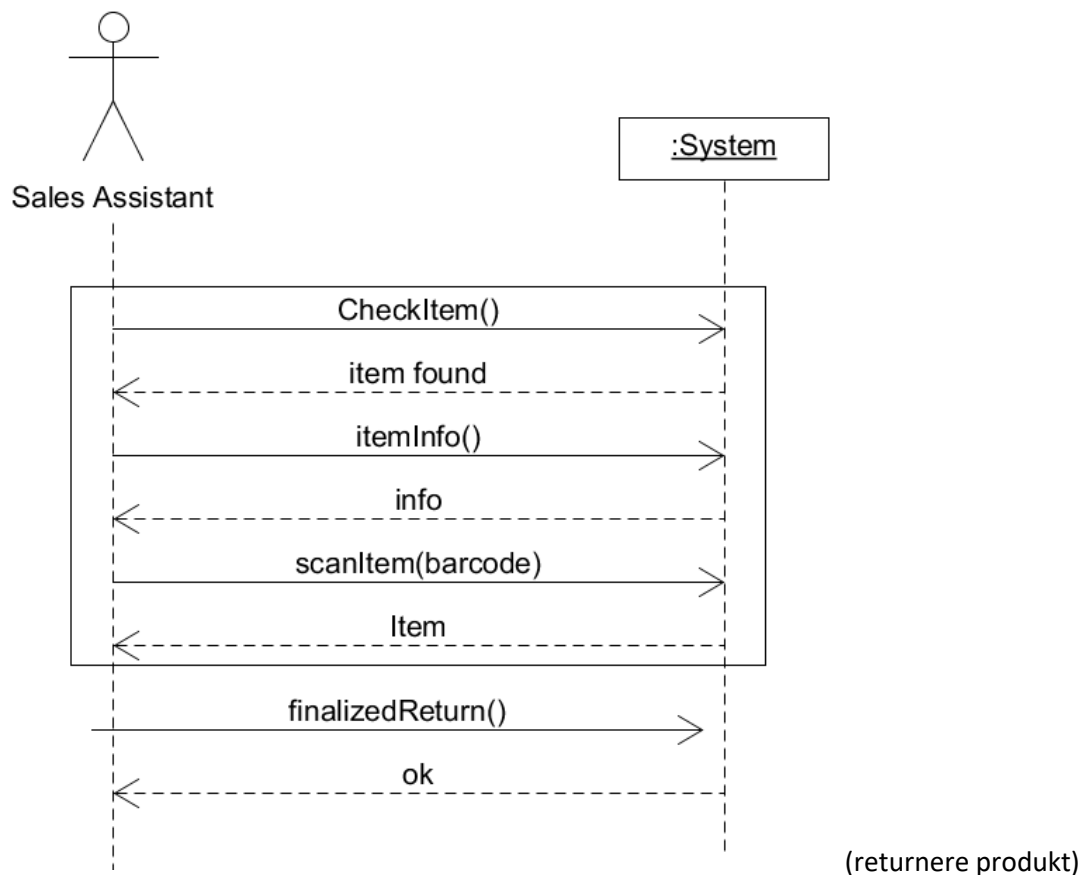 :System
Sales Assistant
CheckItem()
item found
itemInfo()
info
scanItem(barcode)
Item
finalizedReturn()
ok
(returnere produkt)